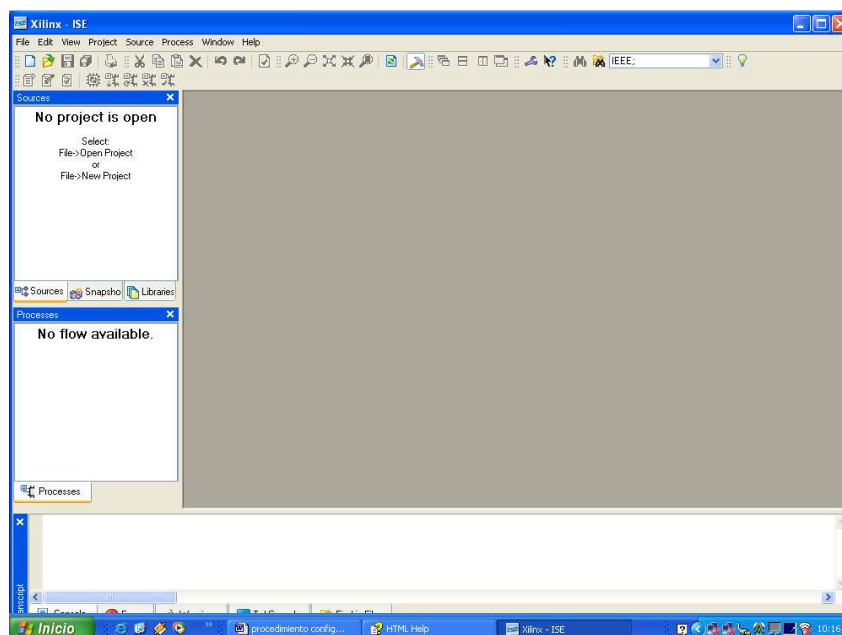 Xilinx - ISE
File Edit View Project Source Process Window Help
IEEE;
Sources
No project is open
Select:
File->Open Project
or
File->New Project
Sources Snapsho Libraries
Processes
No flow available.
Processes
Inicio procedimiento config... HTML Help Xilinx - ISE 10:16